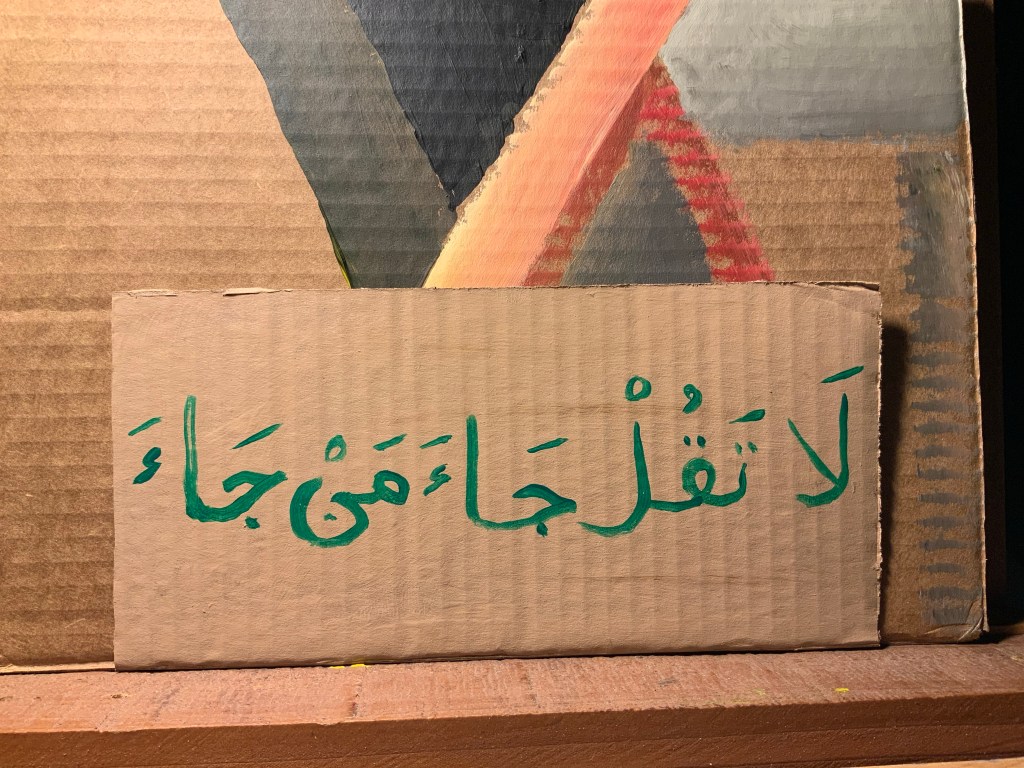 لَا تَقُلْ جَاءَ مَنْ جَاءَ